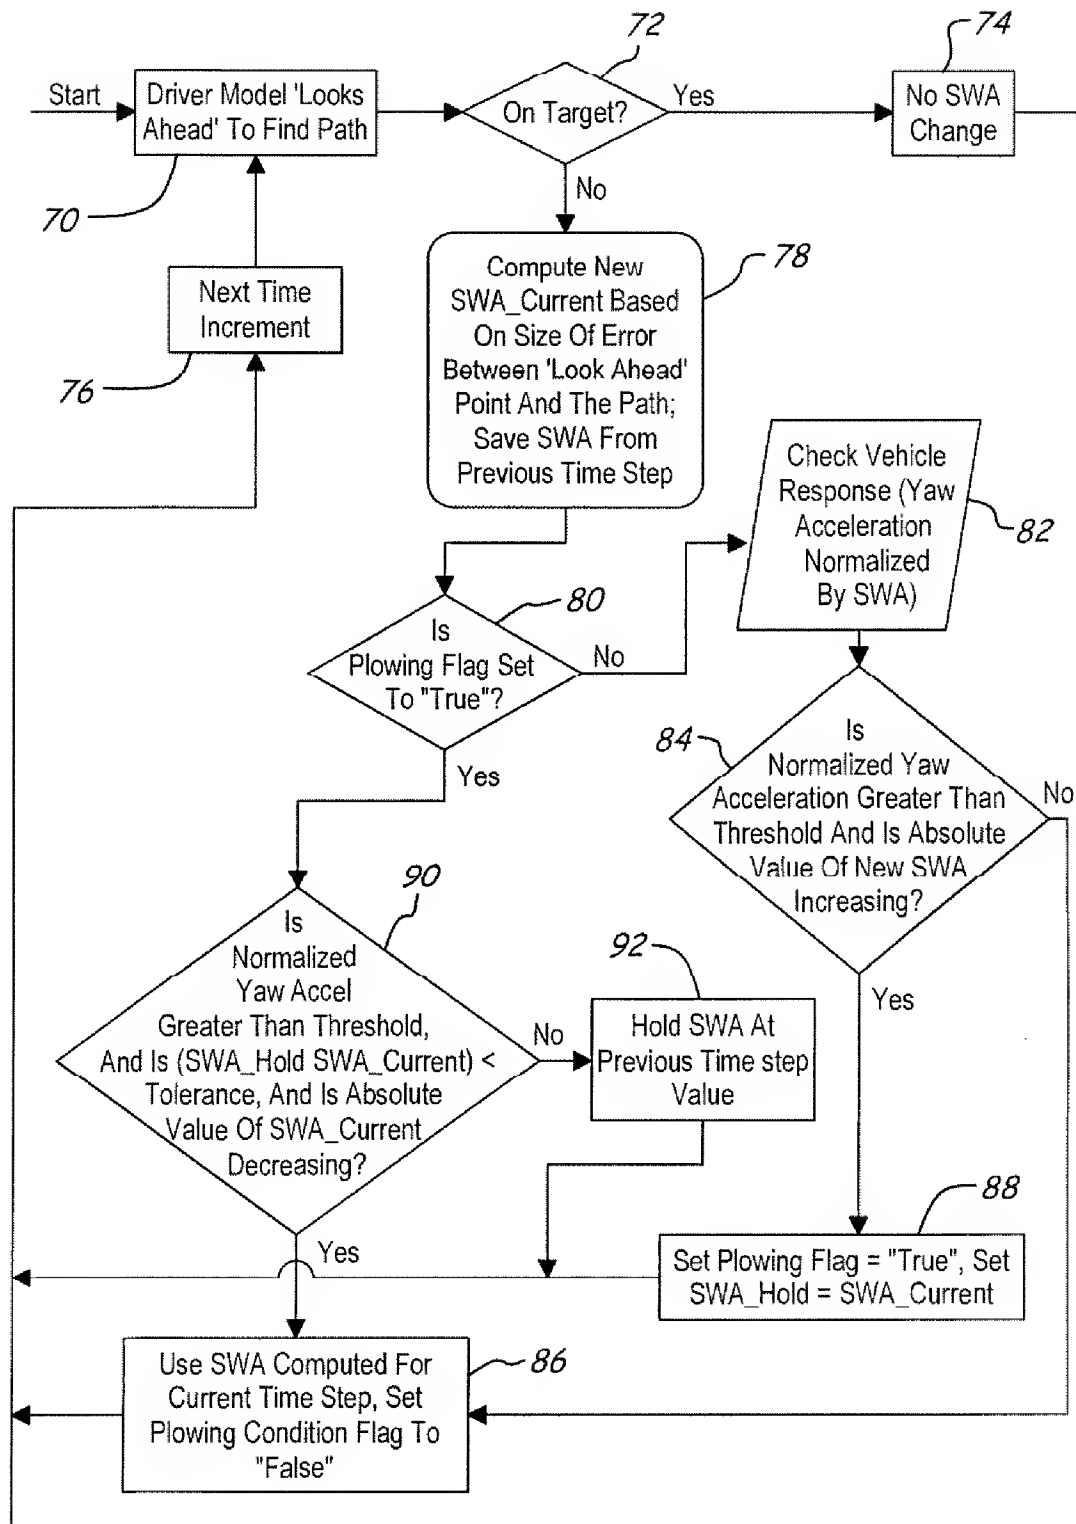 Start
Driver Model 'Looks
Ahead' To Find Path
70
72
On Target?
Yes
No
74
No SWA
Change
Next Time
Increment
76
Compute New
SWA_Current Based
On Size Of Error
Between 'Look Ahead'
Point And The Path;
Save SWA From
Previous Time Step
78
Check Vehicle
Response (Yaw
Acceleration
Normalized
By SWA)
82
80
Is
Plowing Flag Set
To "True"?
No
Yes
84
Is
Normalized Yaw
Acceleration Greater Than
Threshold And Is Absolute
Value Of New SWA
Increasing?
No
Yes
90
Is
Normalized
Yaw Accel
Greater Than Threshold,
And Is (SWA_Hold SWA_Current) <
Tolerance, And Is Absolute
Value Of SWA_Current
Decreasing?
No
Yes
92
Hold SWA At
Previous Time step
Value
88
Set Plowing Flag = "True", Set
SWA_Hold = SWA_Current
86
Use SWA Computed For
Current Time Step, Set
Plowing Condition Flag To
"False"